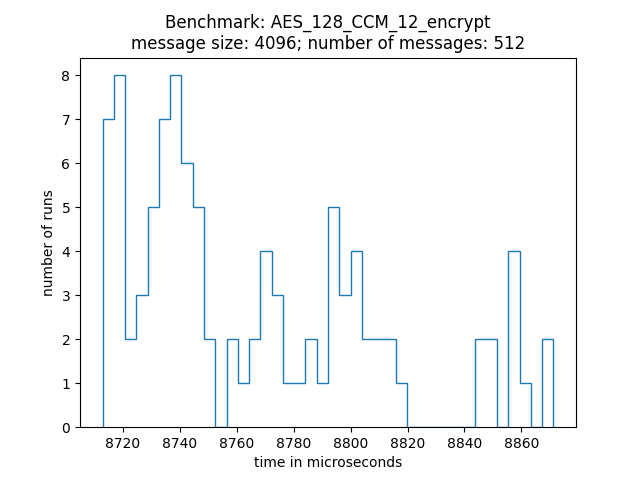 Benchmark: AES_128_CCM_12_encrypt
message size: 4096; number of messages: 512
8
7
6
5
4
3
2
1
0
number of runs
8720 8740 8760 8780 8800 8820 8840 8860
time in microseconds